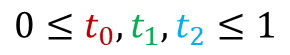 0 ≤ t₀, t₁, t₂ ≤ 1